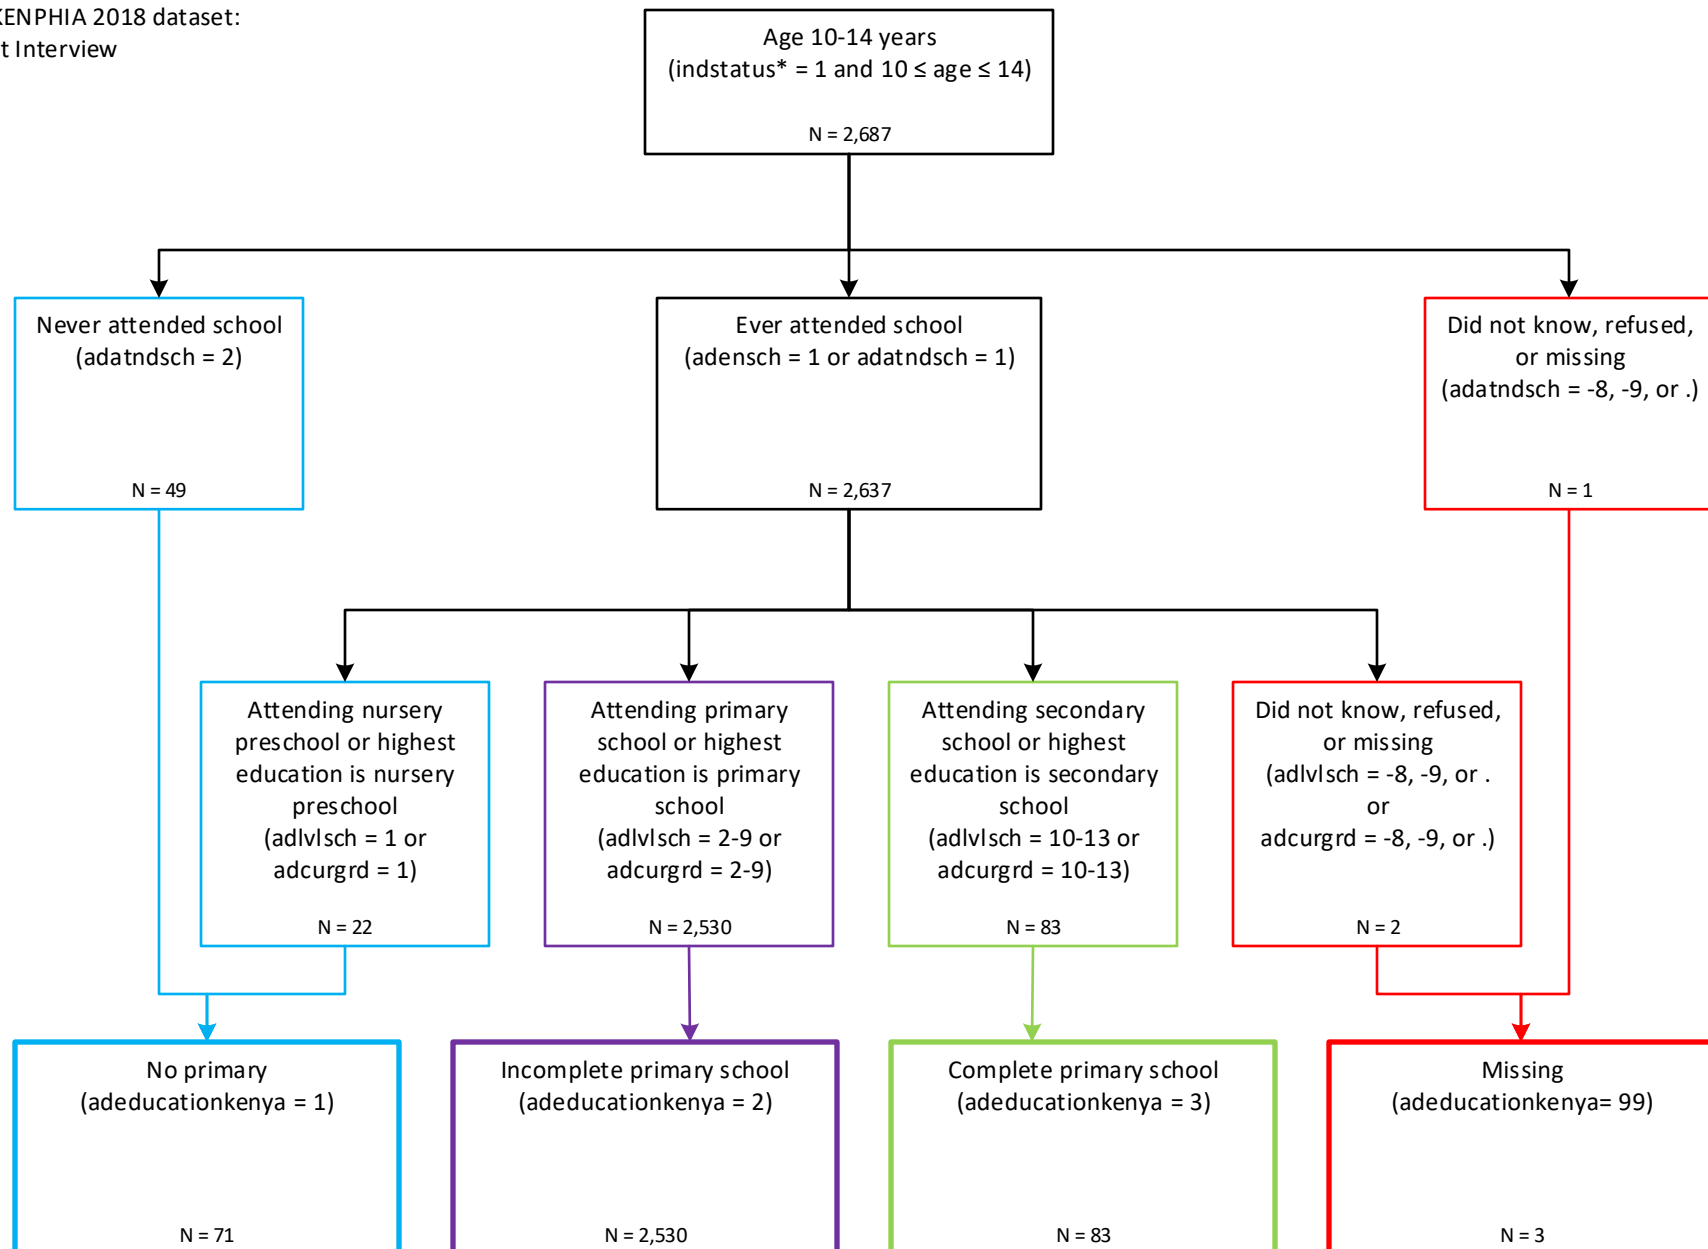 KENPHIA 2018 dataset:
t Interview
Age 10-14 years
(indstatus* = 1 and 10 ≤ age ≤ 14)
N = 2,687
Never attended school
(adatndsch = 2)
N = 49
Ever attended school
(adensch = 1 or adatndsch = 1)
N = 2,637
Did not know, refused,
or missing
(adatndsch = -8, -9, or .)
N = 1
Attending nursery
preschool or highest
education is nursery
preschool
(adlvlsch = 1 or
adcurgrd = 1)
N = 22
Attending primary
school or highest
education is primary
school
(adlvlsch = 2-9 or
adcurgrd = 2-9)
N = 2,530
Attending secondary
school or highest
education is secondary
school
(adlvlsch = 10-13 or
adcurgrd = 10-13)
N = 83
Did not know, refused,
or missing
(adlvlsch = -8, -9, or .
or
adcurgrd = -8, -9, or .)
N = 2
No primary
(adeducationkenya = 1)
N = 71
Incomplete primary school
(adeducationkenya = 2)
N = 2,530
Complete primary school
(adeducationkenya = 3)
N = 83
Missing
(adeducationkenya= 99)
N = 3